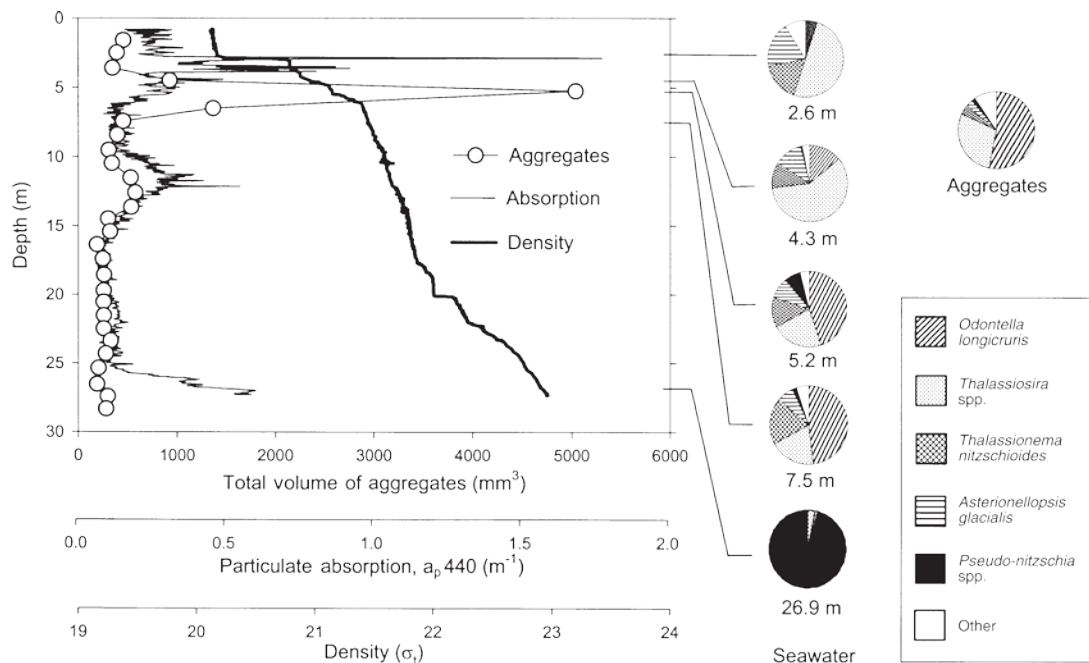 0
5
10
15
20
25
30
Depth (m)
Aggregates
Absorption
Density
0
1000
2000
3000
4000
5000
6000
Total volume of aggregates (mm³)
0.0
0.5
1.0
1.5
2.0
Particulate absorption, aₚ 440 (m⁻¹)
19
20
21
22
23
24
Density (σₜ)
2.6 m
4.3 m
5.2 m
7.5 m
26.9 m
Seawater
Aggregates
Odontella
longicruris
Thalassiosira
spp.
Thalassionema
nitzschioides
Asterionellopsis
glacialis
Pseudo-nitzschia
spp.
Other